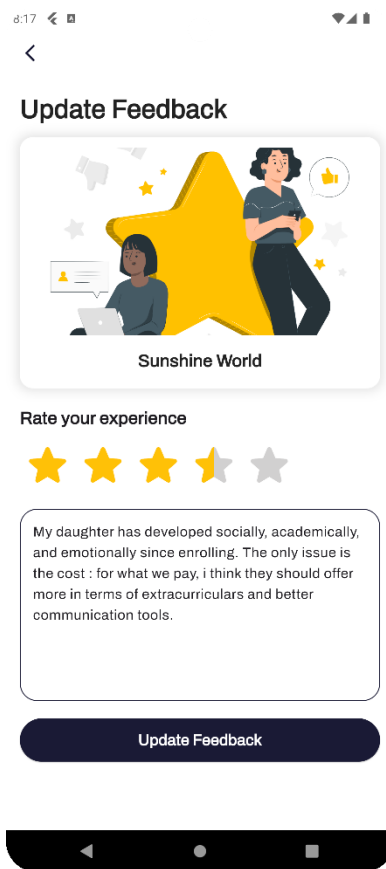 8:17
Update Feedback
Sunshine World
Rate your experience
My daughter has developed socially, academically,
and emotionally since enrolling. The only issue is
the cost : for what we pay, i think they should offer
more in terms of extracurriculars and better
communication tools.
Update Feedback